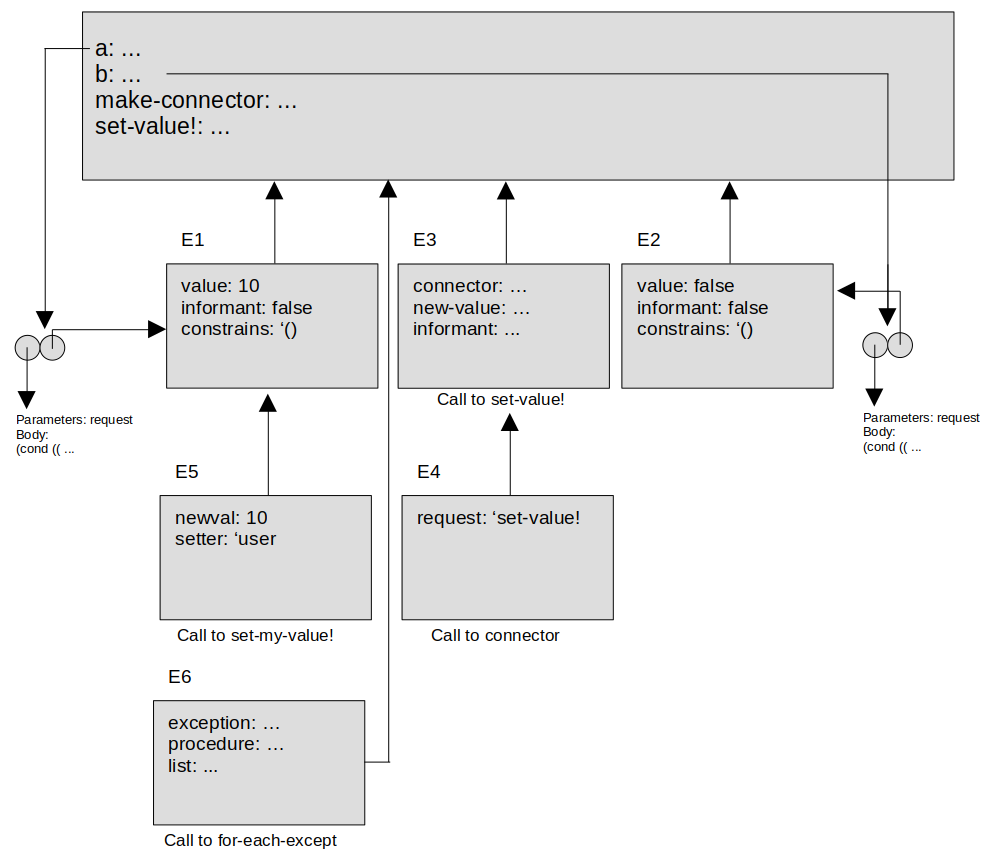 a: …
b: …
make-connector: …
set-value!: …
E1
E3
E2
value: 10
informant: false
constrains: ‘()
connector: …
new-value: …
informant: ...
value: false
informant: false
constrains: ‘()
Call to set-value!
Parameters: request
Body:
(cond (( ...
Parameters: request
Body:
(cond (( ...
E5
E4
newval: 10
setter: ‘user
request: ‘set-value!
Call to set-my-value!
Call to connector
E6
exception: …
procedure: …
list: ...
Call to for-each-except